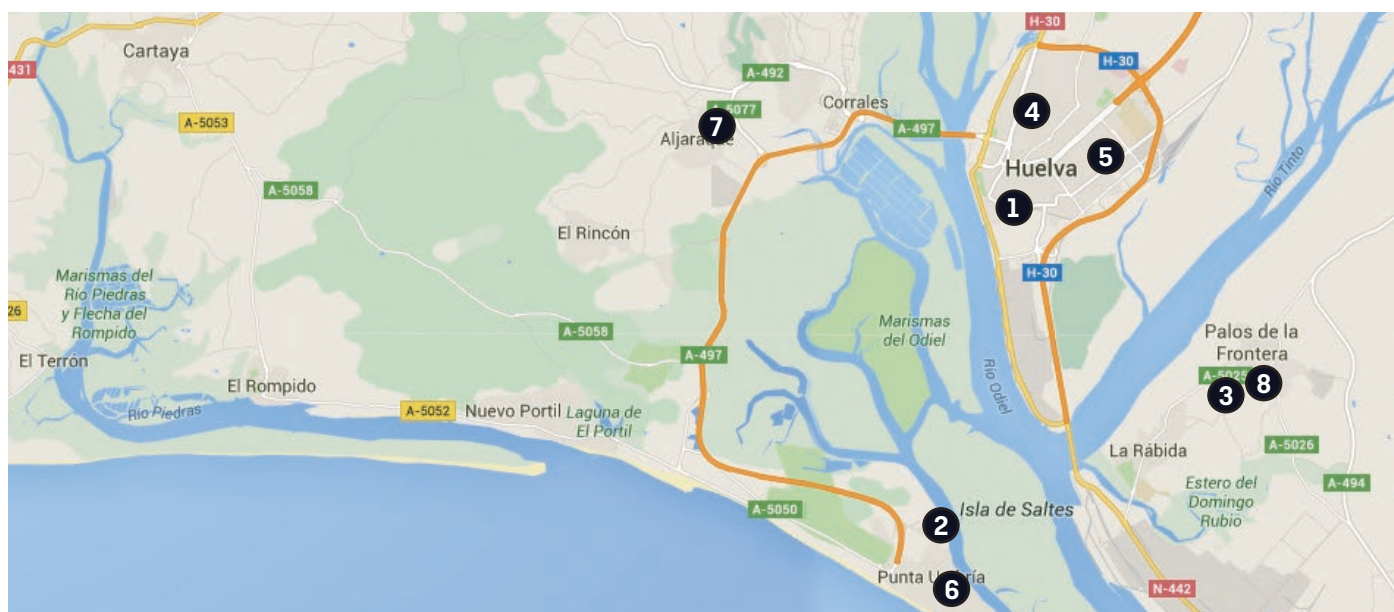 H-30
Cartaya
H-30
-431
A-492
A-5077
Corrales
4
A-5053
7
Aljaraque
A-497
5
Huelva
Río Tinto
A-5058
1
El Rincón
H-30
Marismas del
Río Piedras
y Flecha del
Rompido
26
A-5058
Marismas
del Odiel
Palos de la
Frontera
El Terrón
A-497
A-5025
8
3
El Rompido
Río Odiel
Río Piedras
A-5052
Nuevo Portil
Laguna de
El Portil
La Rábida
A-5026
A-494
Estero del
Domingo
Rubio
A-5050
Isla de Saltes
2
Punta Umbría
6
N-442